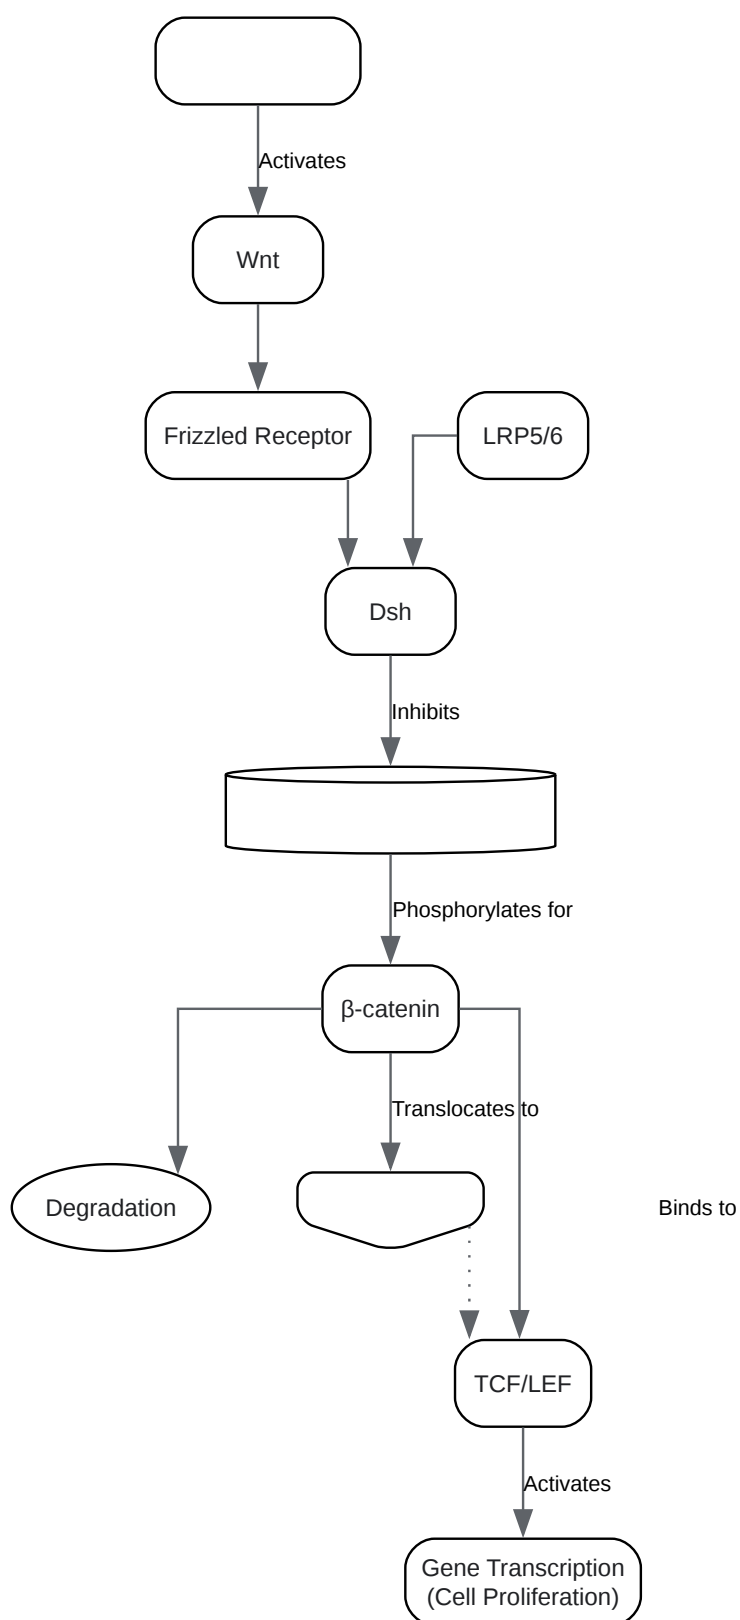 Activates
Wnt
Frizzled Receptor
LRP5/6
Dsh
Inhibits
Phosphorylates for
β-catenin
Translocates to
Degradation
Binds to
TCF/LEF
Activates
Gene Transcription
(Cell Proliferation)